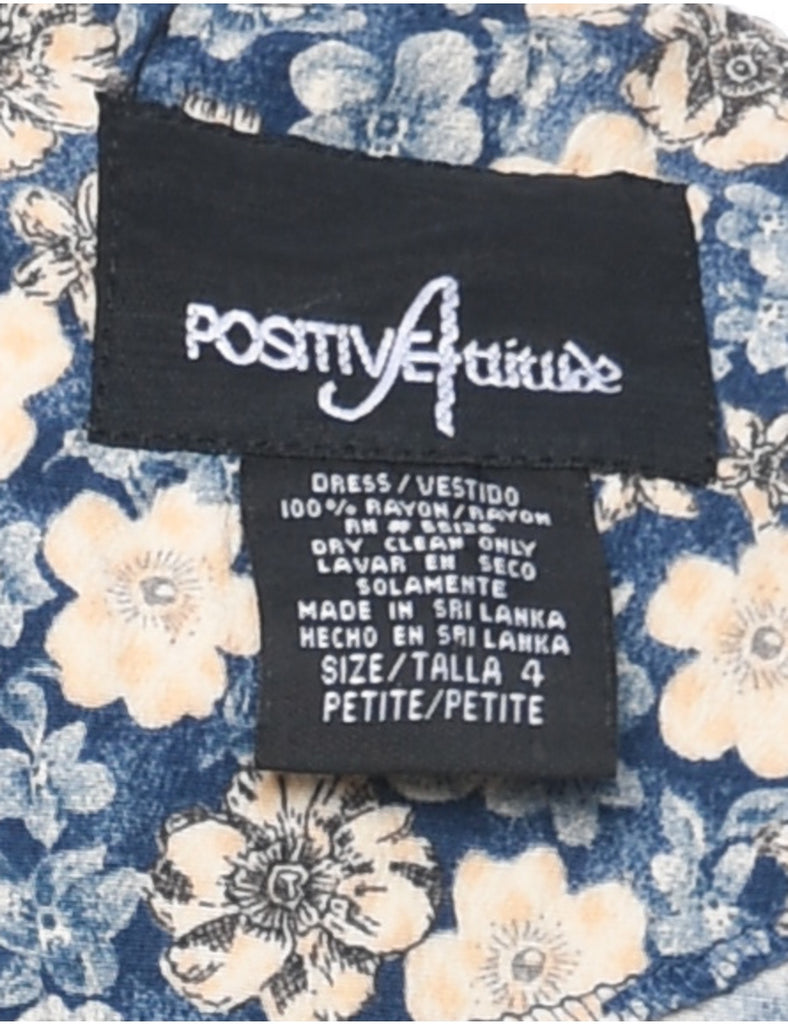 POSITIVE Attitude
DRESS/VESTIDO
100% RAYON/RAYON
RN #
DRY CLEAN ONLY
LAVAR EN SECO
SOLAMENTE
MADE IN SRI LANKA
HECHO EN SRI LANKA
SIZE/TALLA 4
PETITE/PETITE